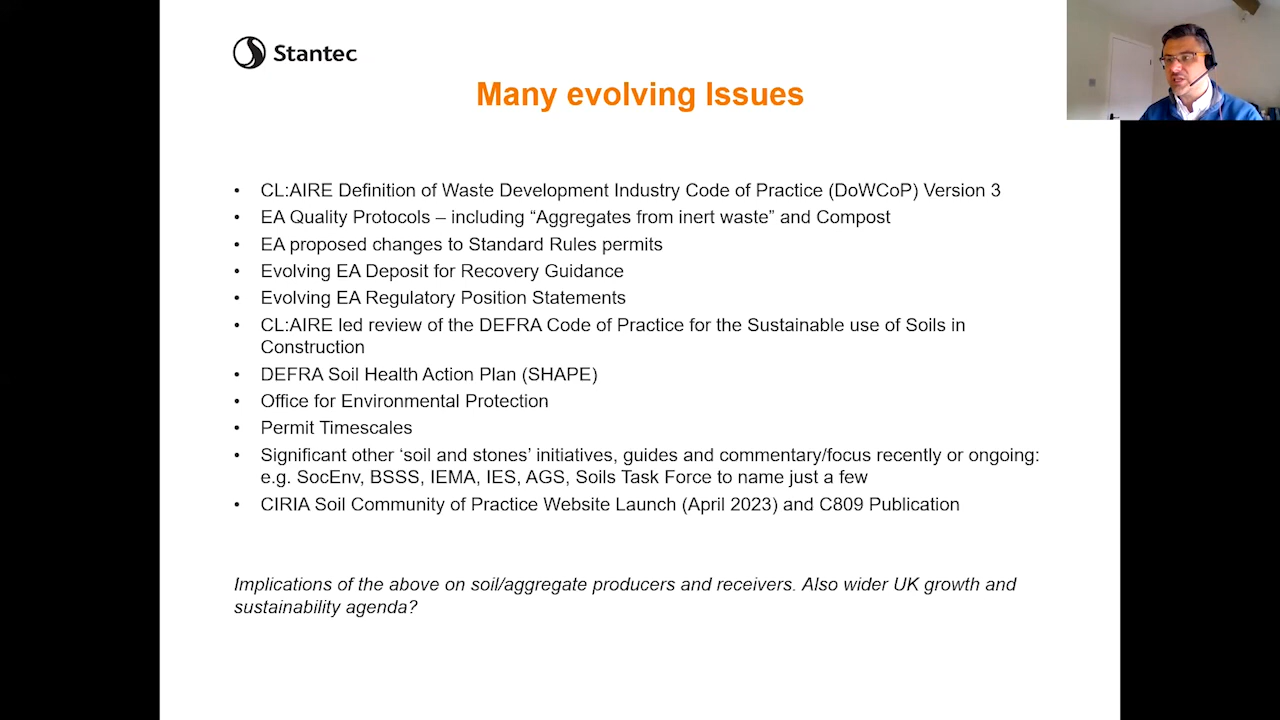 Stantec
Many evolving Issues
• CL:AIRE Definition of Waste Development Industry Code of Practice (DoWCoP) Version 3
• EA Quality Protocols – including “Aggregates from inert waste” and Compost
• EA proposed changes to Standard Rules permits
• Evolving EA Deposit for Recovery Guidance
• Evolving EA Regulatory Position Statements
• CL:AIRE led review of the DEFRA Code of Practice for the Sustainable use of Soils in
Construction
• DEFRA Soil Health Action Plan (SHAPE)
• Office for Environmental Protection
• Permit Timescales
• Significant other ‘soil and stones’ initiatives, guides and commentary/focus recently or ongoing:
e.g. SocEnv, BSSS, IEMA, IES, AGS, Soils Task Force to name just a few
• CIRIA Soil Community of Practice Website Launch (April 2023) and C809 Publication
Implications of the above on soil/aggregate producers and receivers. Also wider UK growth and
sustainability agenda?